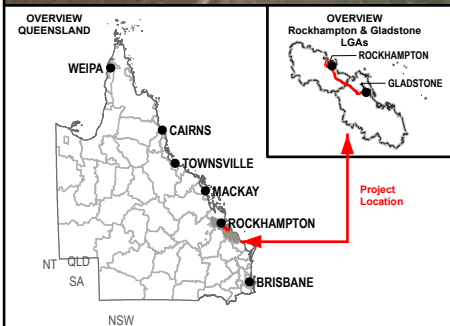 OVERVIEW
QUEENSLAND
WEIPA
CAIRNS
TOWNSVILLE
MACKAY
ROCKHAMPTON
BRISBANE
NT QLD
SA
NSW
OVERVIEW
Rockhampton & Gladstone
LGAs
ROCKHAMPTON
GLADSTONE
Project
Location